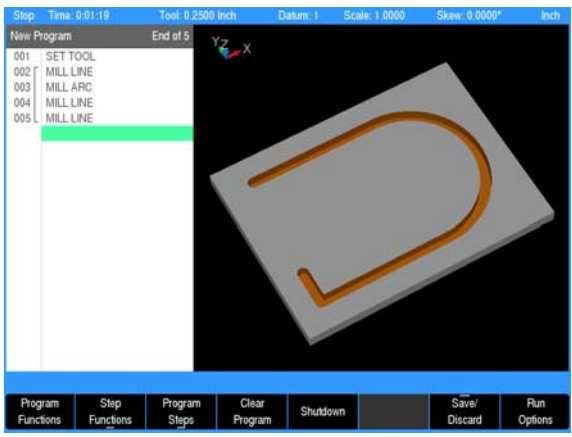 Stop Time: 0:01:19 Tool: 0.2500 Inch Datum: 1 Scale: 1.0000 Skew: 0.0000° Inch
New Program End of 5
001 SET TOOL
002 MILL LINE
003 MILL ARC
004 MILL LINE
005 MILL LINE
Y Z X
Program Functions
Step Functions
Program Steps
Clear Program
Shutdown
Save/ Discard
Run Options